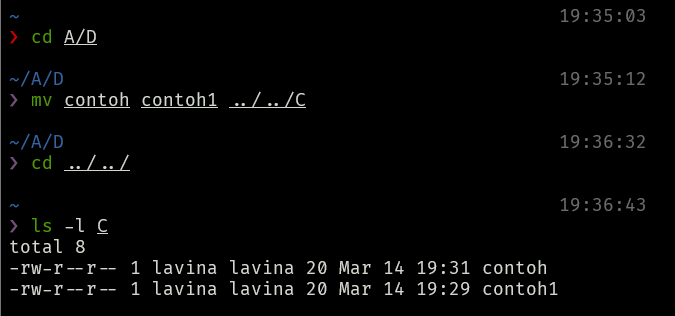 ~ 19:35:03
❯ cd A/D
~/A/D 19:35:12
❯ mv contoh contoh1 ../../C
~/A/D 19:36:32
❯ cd ../../
~ 19:36:43
❯ ls -l C
total 8
-rw-r--r-- 1 lavina lavina 20 Mar 14 19:31 contoh
-rw-r--r-- 1 lavina lavina 20 Mar 14 19:29 contoh1